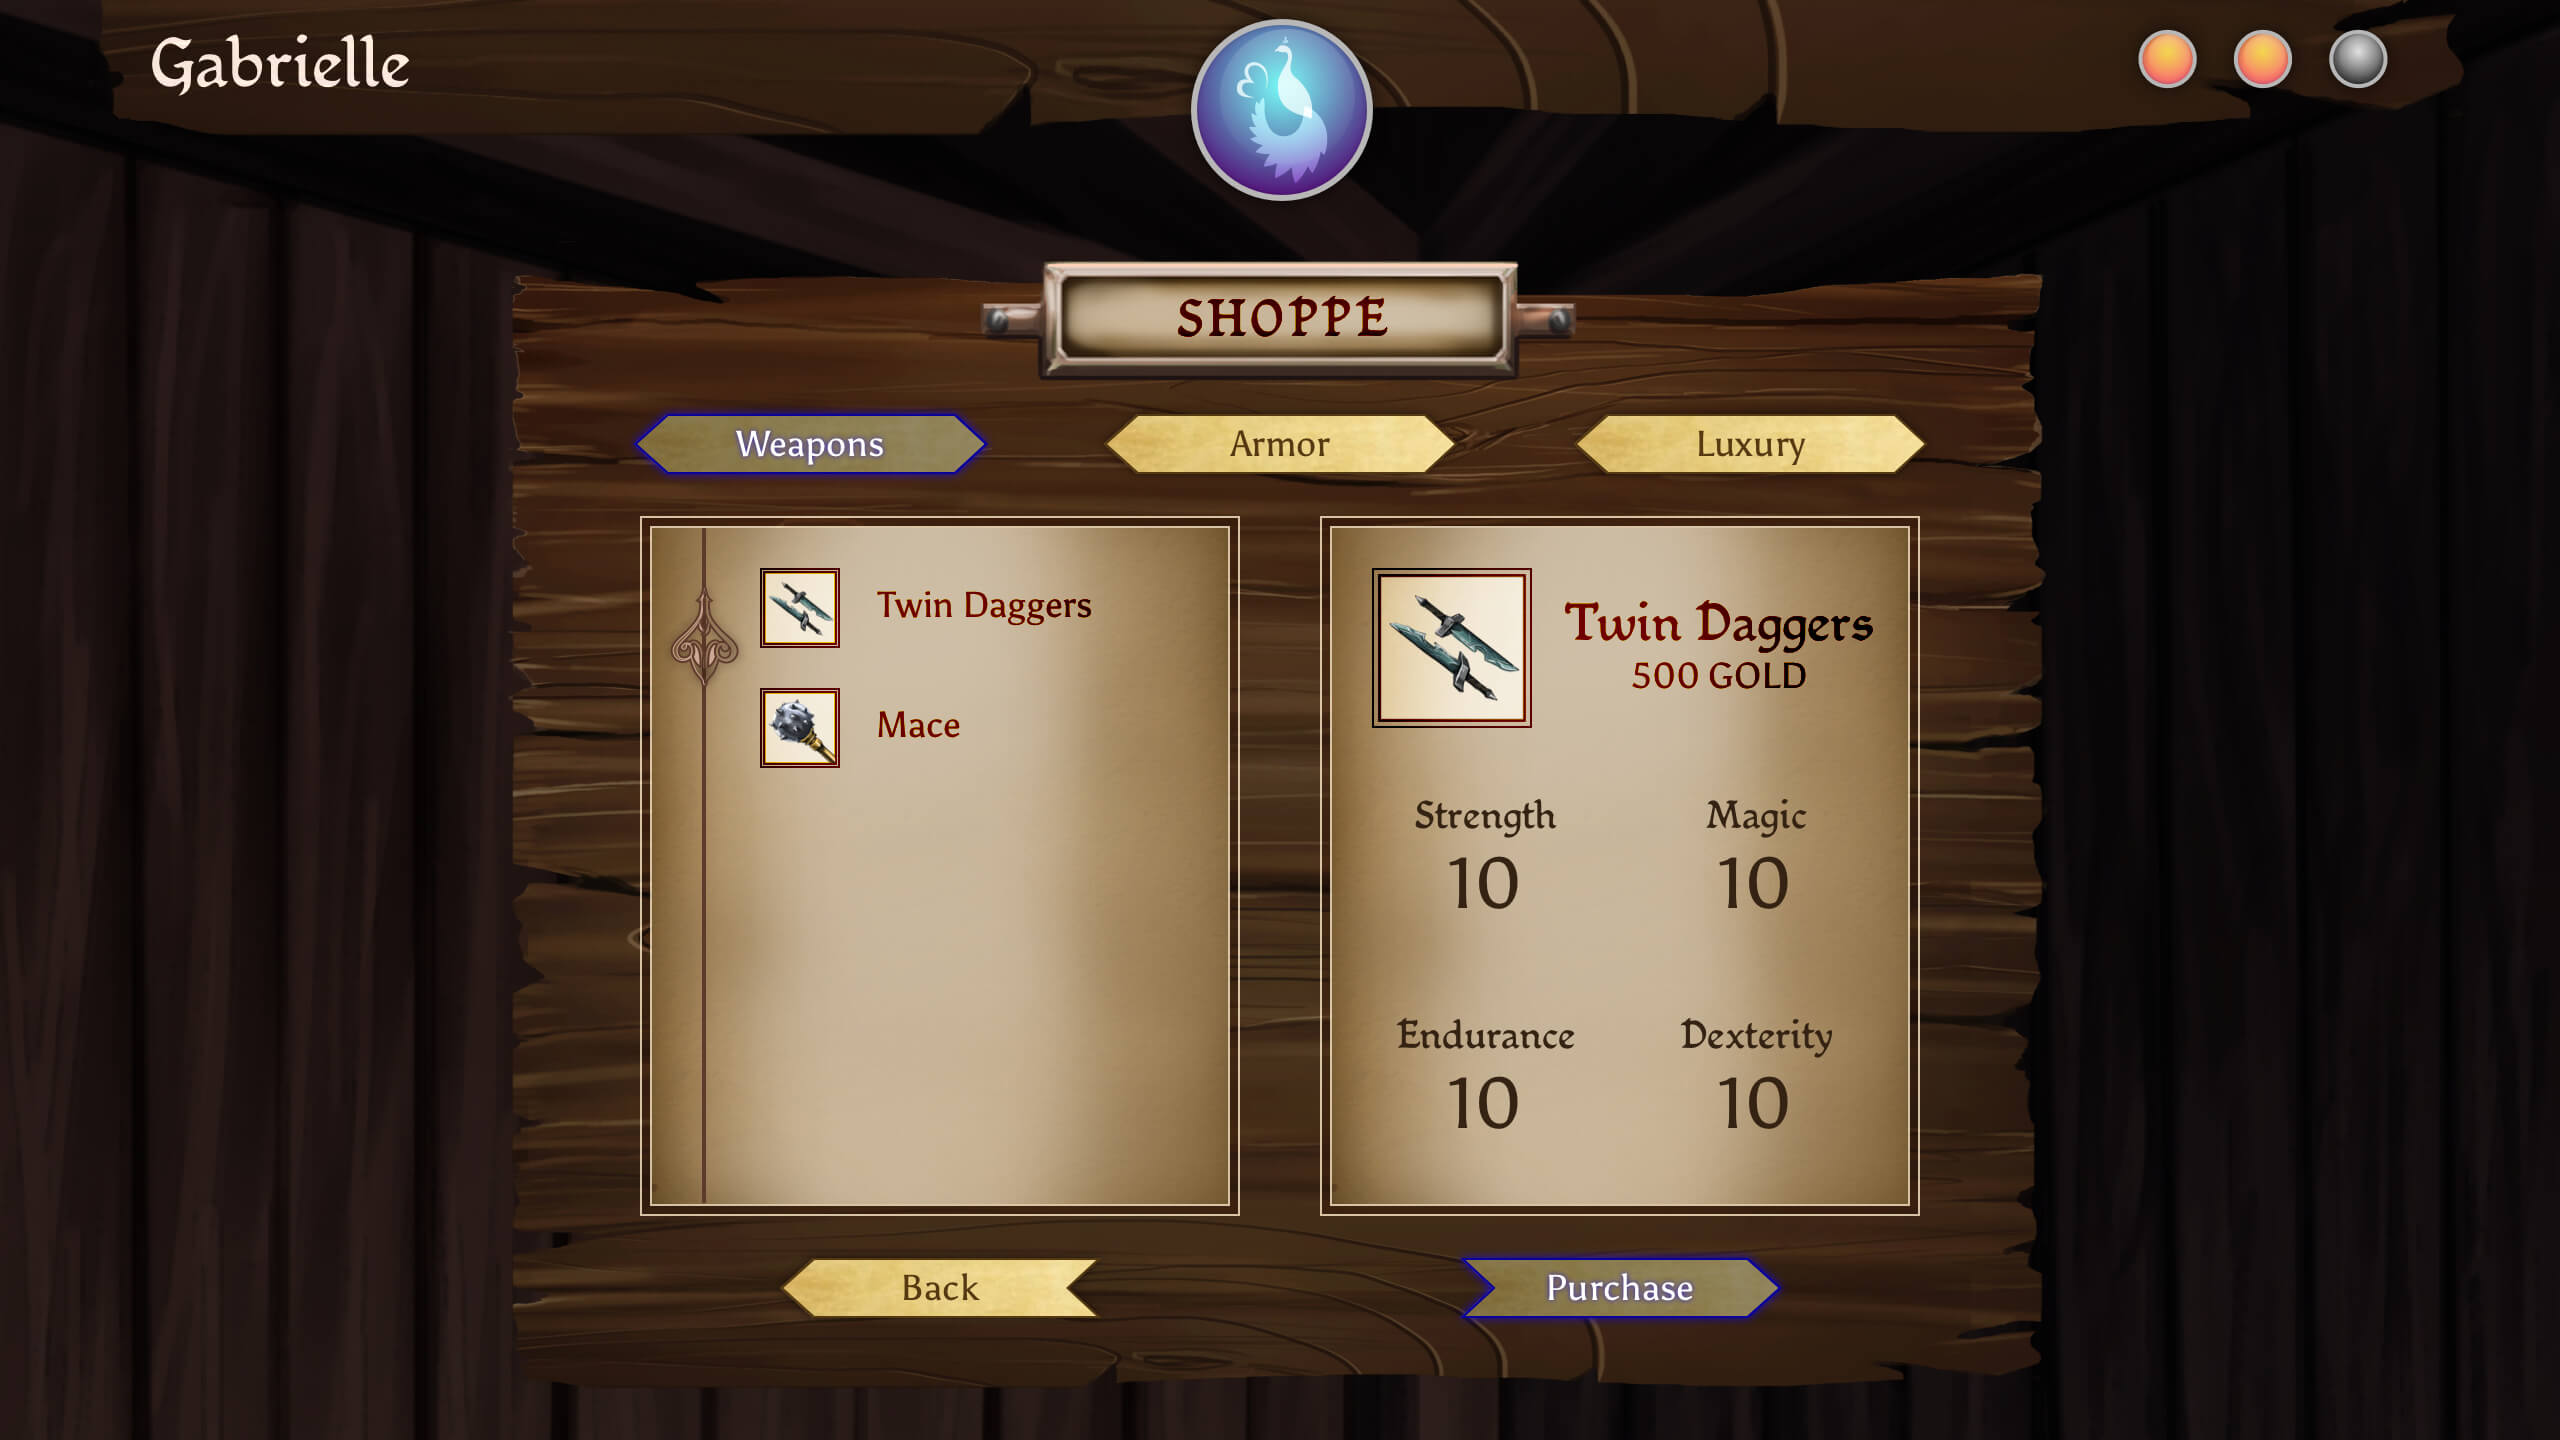 Gabrielle
SHOPPE
Weapons
Armor
Luxury
Twin Daggers
Mace
Twin Daggers
500 GOLD
Strength
Magic
10
10
Endurance
Dexterity
10
10
Back
Purchase